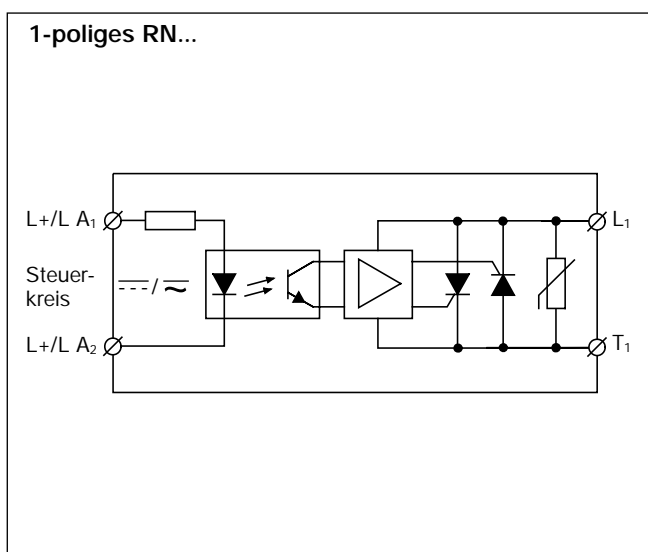 1-poliges RN...
L+/L A₁
L₁
Steuer-
kreis
L+/L A₂
T₁